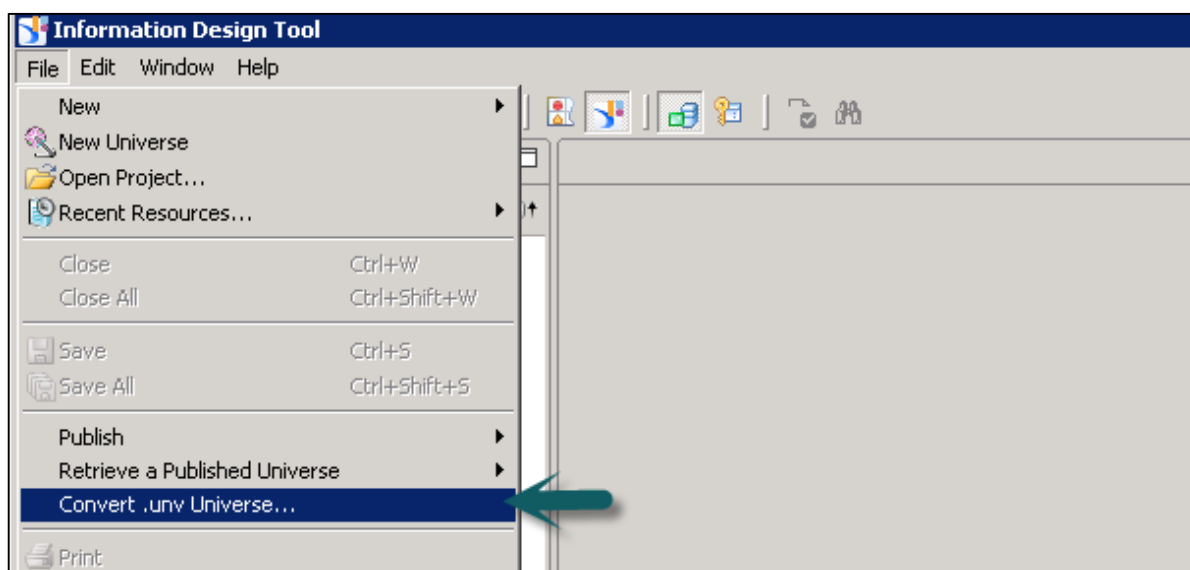 Information Design Tool
File Edit Window Help
New
New Universe
Open Project...
Recent Resources...
Close Ctrl+W
Close All Ctrl+Shift+W
Save Ctrl+S
Save All Ctrl+Shift+S
Publish
Retrieve a Published Universe
Convert .unv Universe...
Print